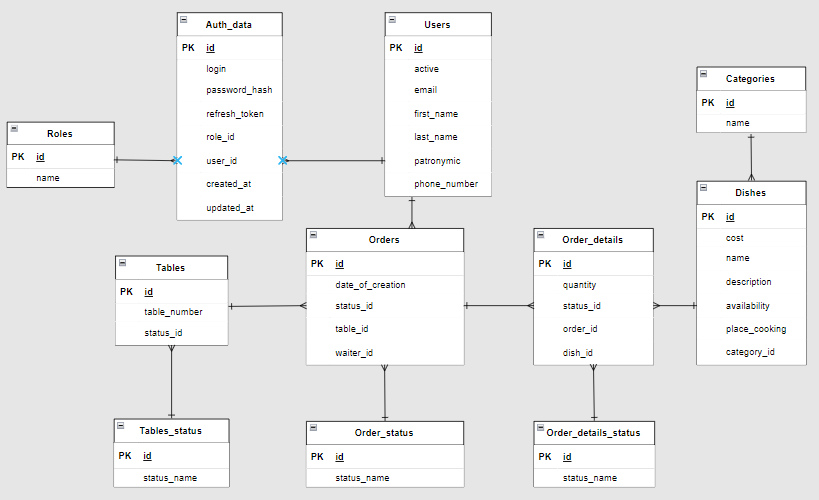 Auth_data
PK id
login
password_hash
refresh_token
role_id
user_id
created_at
updated_at
Users
PK id
active
email
first_name
last_name
patronymic
phone_number
Categories
PK id
name
Roles
PK id
name
Dishes
PK id
cost
name
description
availability
place_cooking
category_id
Orders
PK id
date_of_creation
status_id
table_id
waiter_id
Order_details
PK id
quantity
status_id
order_id
dish_id
Tables
PK id
table_number
status_id
Tables_status
PK id
status_name
Order_status
PK id
status_name
Order_details_status
PK id
status_name